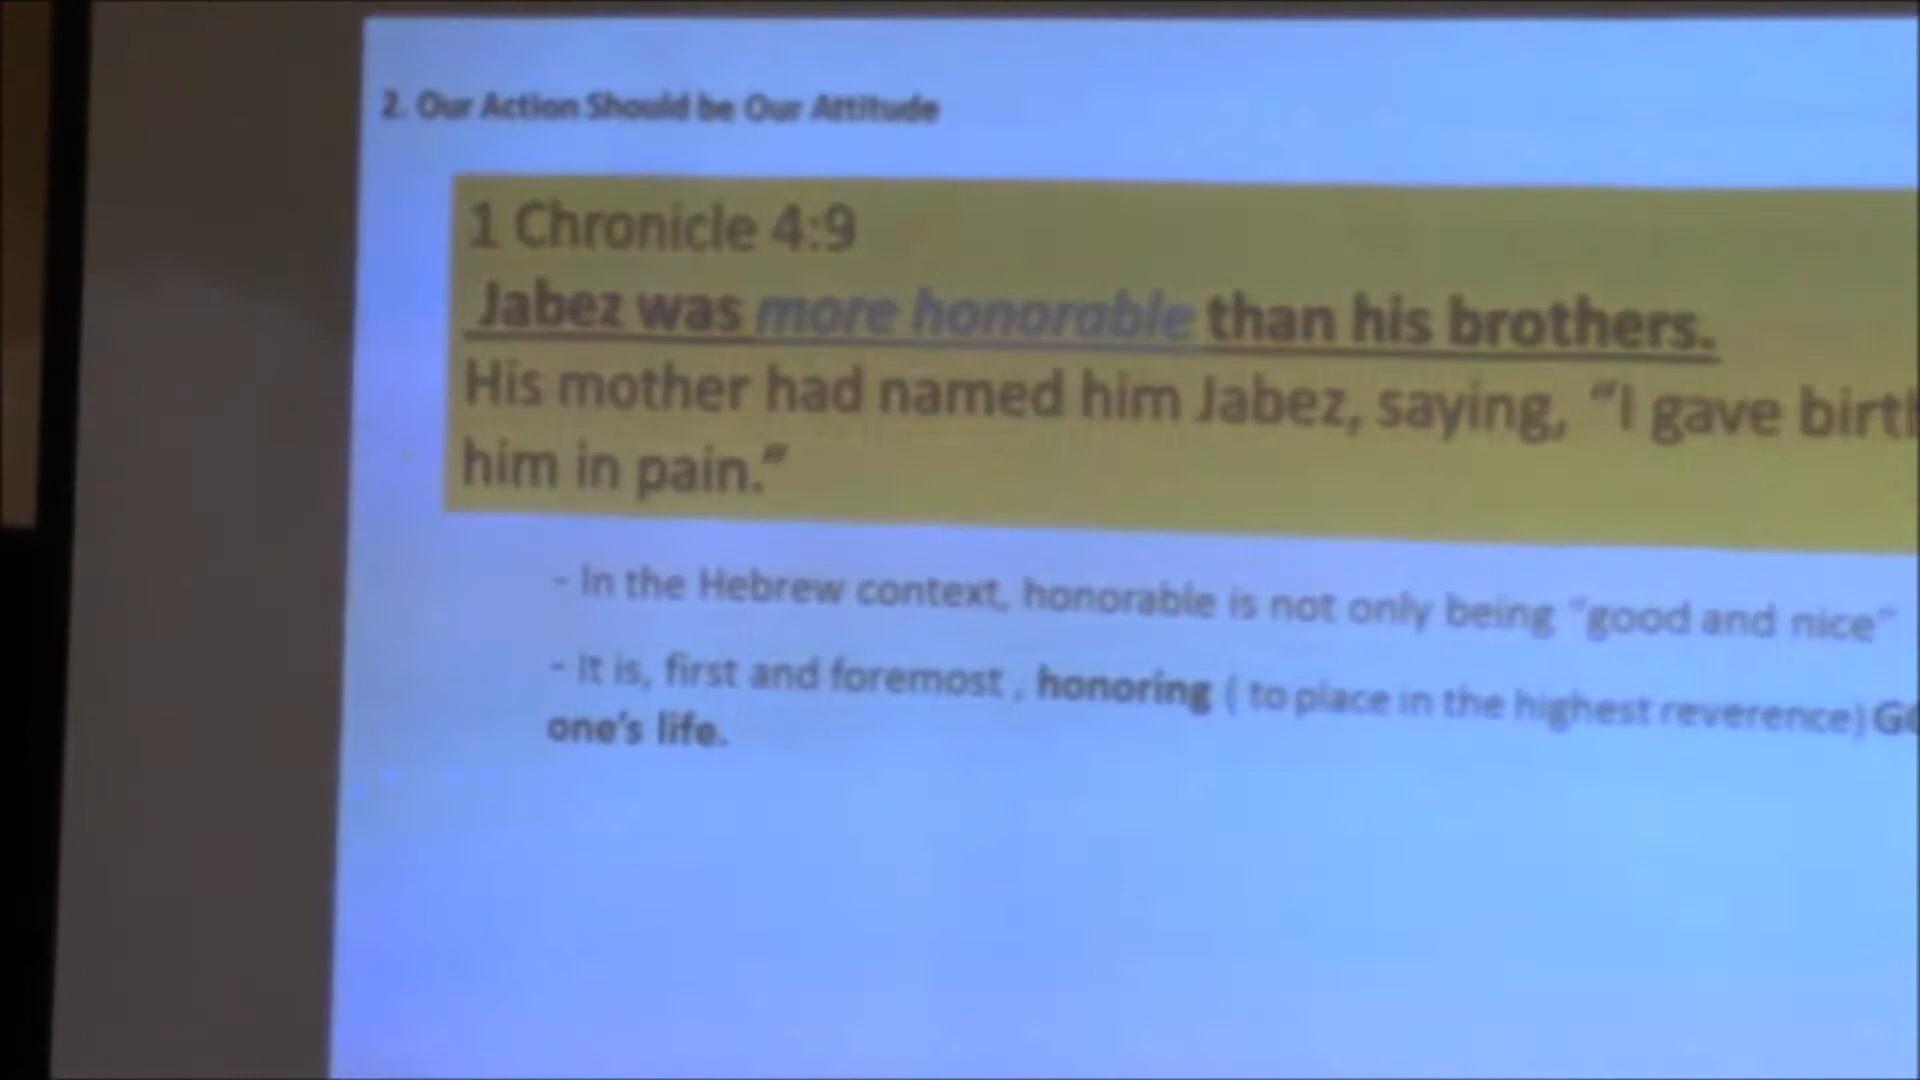 2. Our Action Should be Our Attitude
1 Chronicle 4:9
Jabez was more honorable than his brothers.
His mother had named him Jabez, saying, “I gave birt
him in pain.”
- In the Hebrew context, honorable is not only being “good and nice”
- It is, first and foremost , honoring ( to place in the highest reverence)
one’s life.